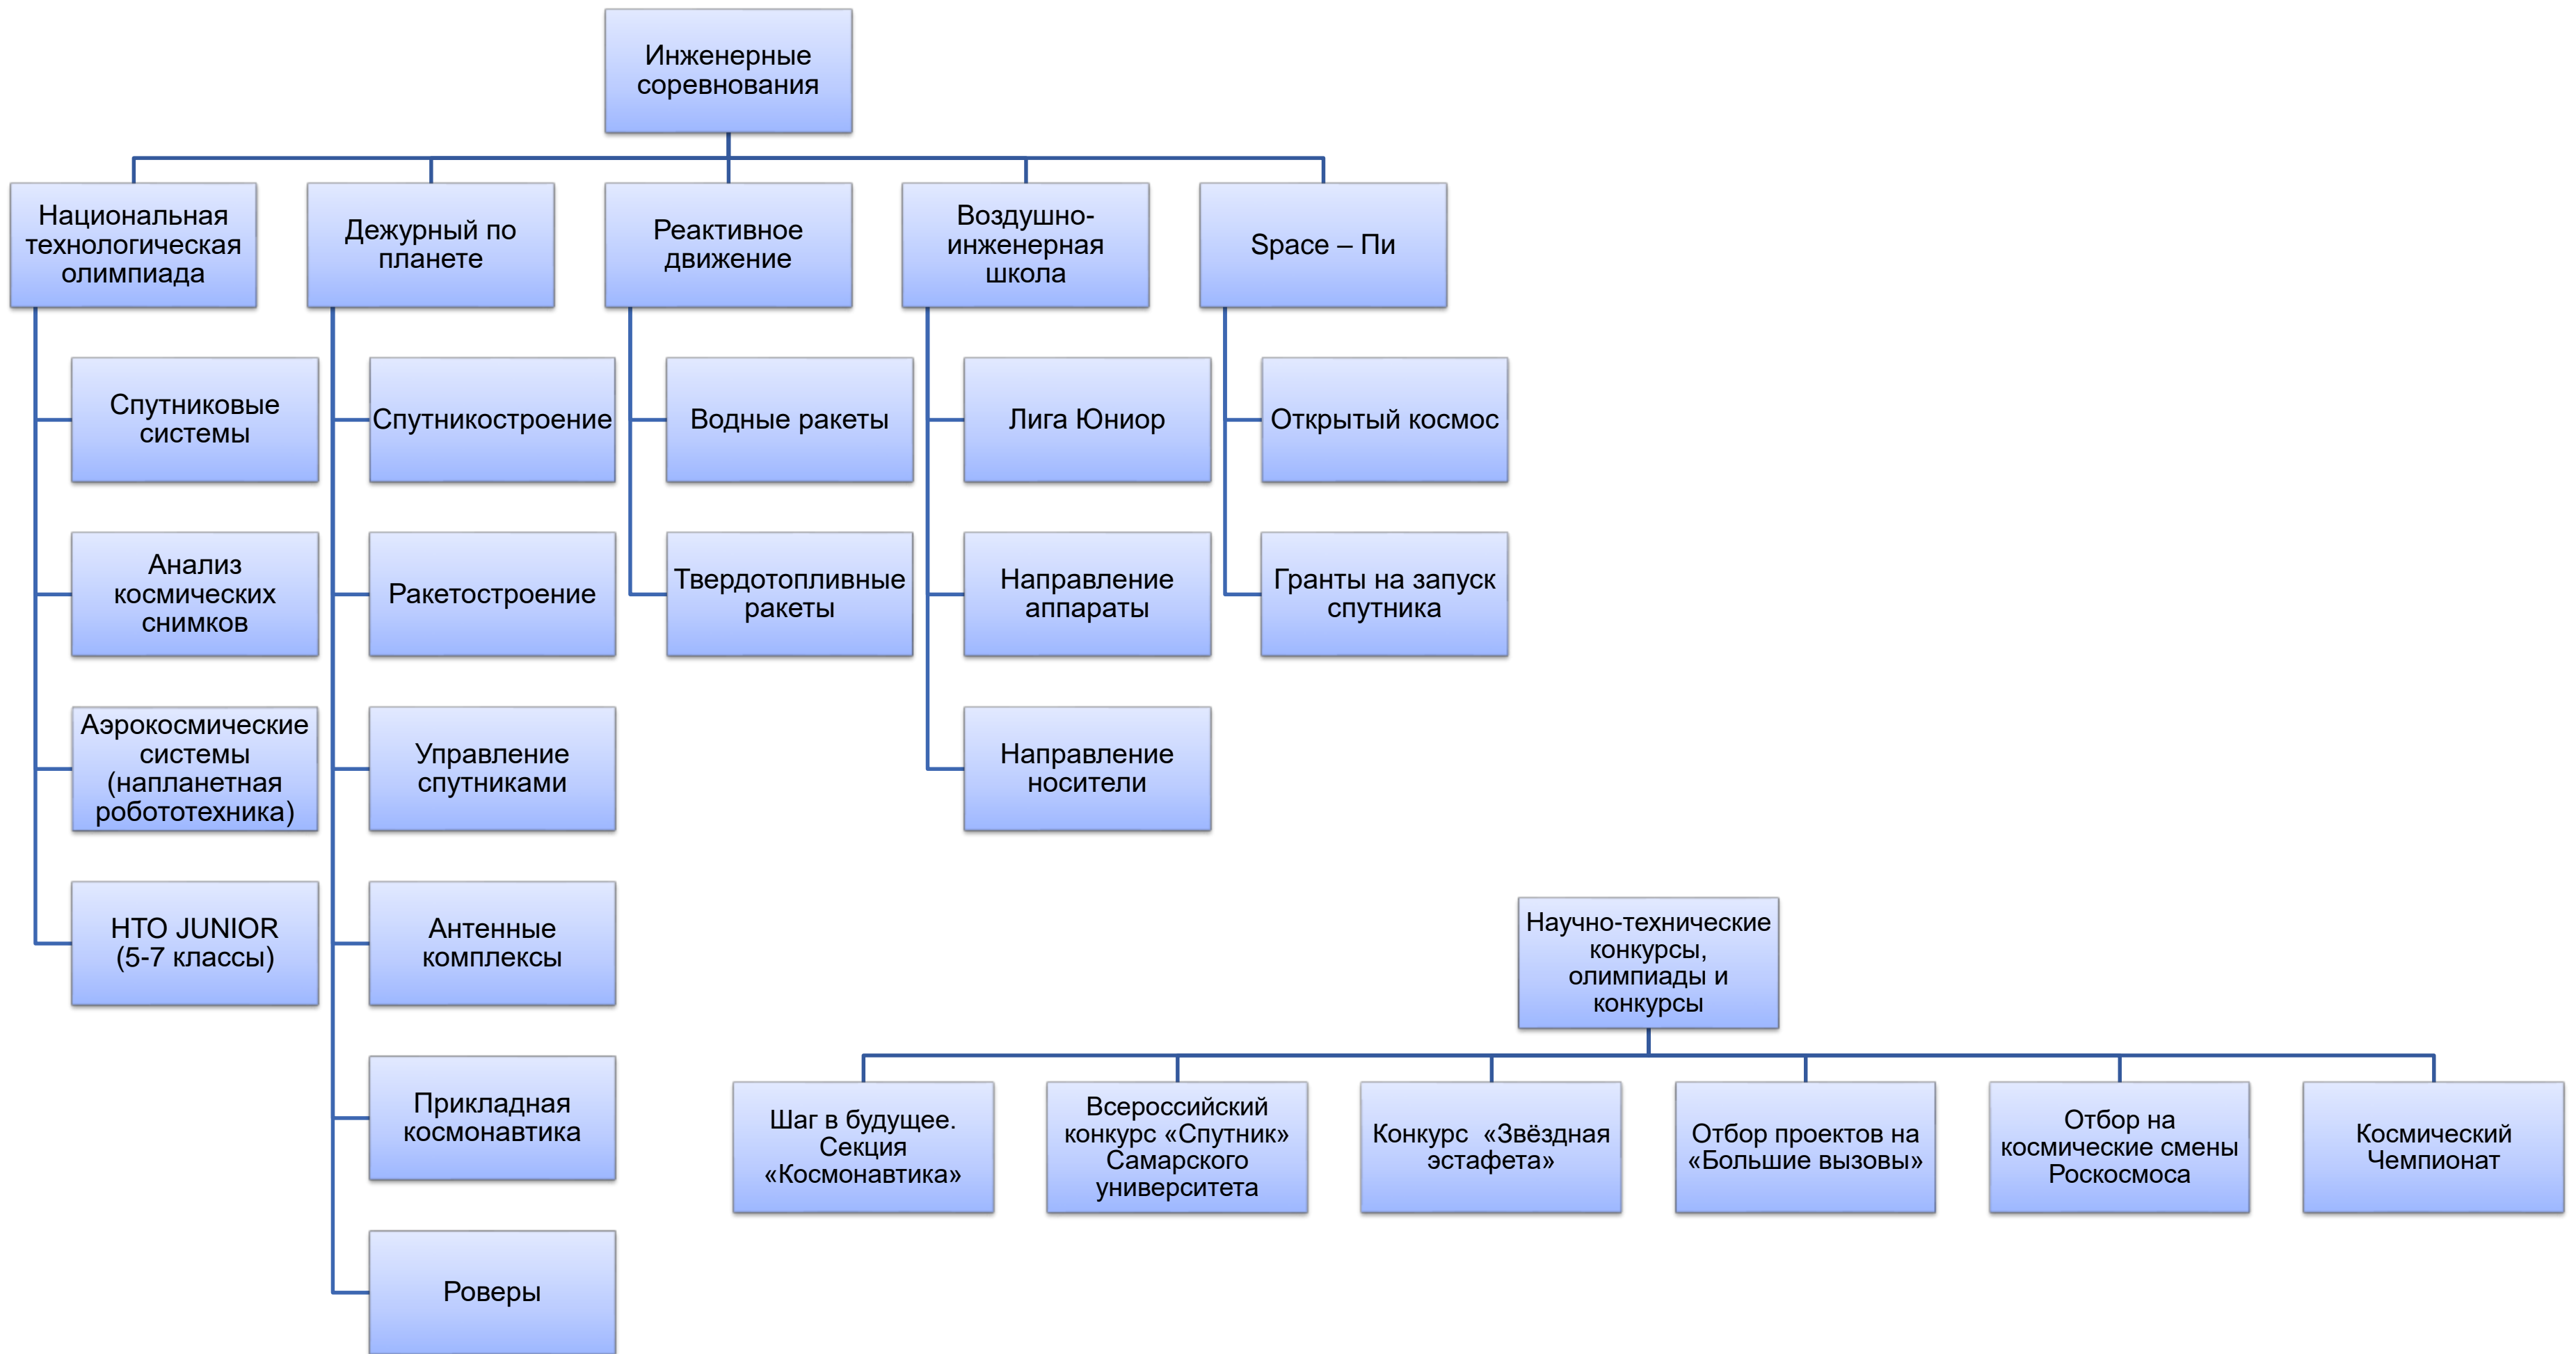 Инженерные
соревнования
Национальная
технологическая
олимпиада
Дежурный по
планете
Реактивное
движение
Воздушно-
инженерная
школа
Space – Пи
Спутниковые
системы
Анализ
космических
снимков
Аэрокосмические
системы
(напланетная
робототехника)
НТО JUNIOR
(5-7 классы)
Спутникостроение
Ракетостроение
Управление
спутниками
Антенные
комплексы
Прикладная
космонавтика
Роверы
Водные ракеты
Твердотопливные
ракеты
Лига Юниор
Направление
аппараты
Направление
носители
Открытый космос
Гранты на запуск
спутника
Научно-технические
конкурсы,
олимпиады и
конкурсы
Шаг в будущее.
Секция
«Космонавтика»
Всероссийский
конкурс «Спутник»
Самарского
университета
Конкурс «Звёздная
эстафета»
Отбор проектов на
«Большие вызовы»
Отбор на
космические смены
Роскосмоса
Космический
Чемпионат